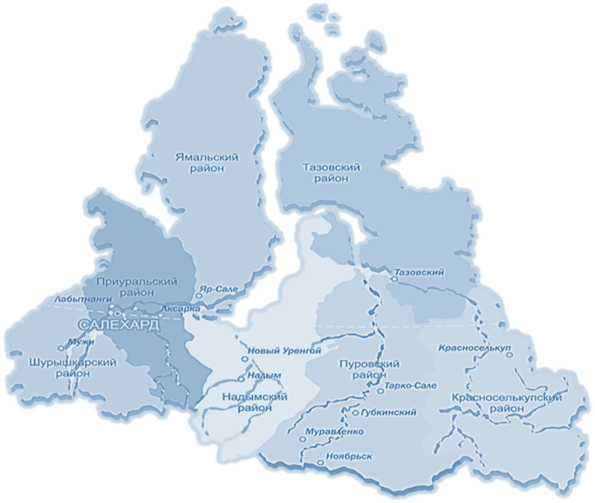 Ямальский
район
Тазовский
район
Тазовский
Приуральский
район
Яр-Сале
Лабытнанги
Аксарка
САЛЕХАРД
Мужи
Шурышкарский
район
Новый Уренгой
Надым
Надымский
район
Красноселькуп
Пуровский
район
Тарко-Сале
Красноселькупский
район
Губкинский
Муравленко
Ноябрьск